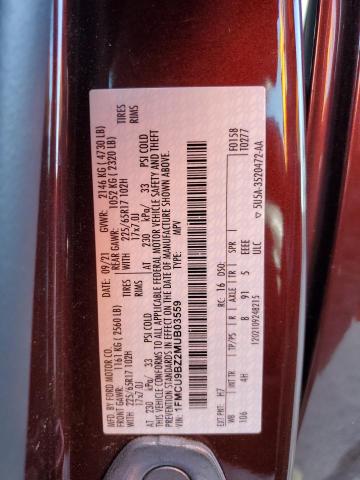 MFD. BY FORD MOTOR CO.
DATE: 09/21 GVWR: 2146 KG ( 4730 LB)
FRONT GAWR: 1161 KG (2560 LB) REAR GAWR: 1052 KG ( 2320 LB)
WITH 225/65R17 102H TIRES WITH 225/65R17 102H TIRES
17x7.0J RIMS 17x7.0J RIMS
AT 230 kPa/ 33 PSI COLD AT 230 kPa/ 33 PSI COLD
THIS VEHICLE CONFORMS TO ALL APPLICABLE FEDERAL MOTOR VEHICLE SAFETY AND BUMPER
STANDARDS, AND THEFT PREVENTION STANDARDS IN EFFECT ON THE DATE OF MANUFACTURE SHOWN ABOVE.
VIN: 1FMCU9BZ2MUB03559
TYPE: MPV
F0158
T0277
EXT PNT: H7 RC: 16 DSO:
WB INT TR TP/PS R AXLE TR SPR
106 4H B 91 5 EEEE
1202109248215 ULC
5U5A-3520472-AA